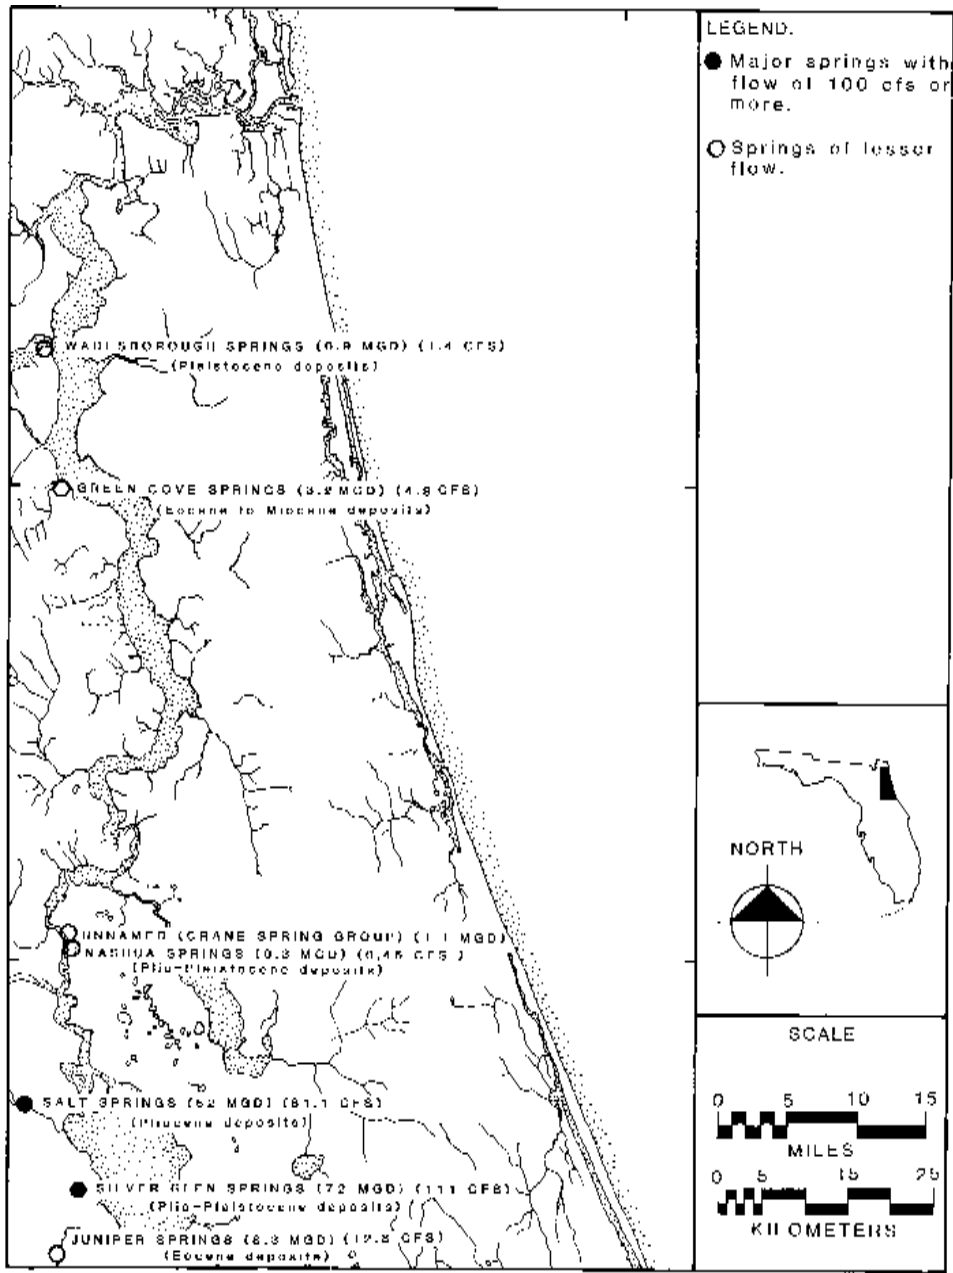 LEGEND.
Major springs with
flow of 100 cfs or
more.
Springs of lesser
flow.
WADESBOROUGH SPRINGS (0.9 MGD) (1.4 CFS)
(Pleistocene deposits)
GREEN COVE SPRINGS (3.2 MGD) (4.9 CFS)
(Eocene to Miocene deposits)
UNNAMED (CRANE SPRING GROUP) (1.1 MGD)
NASHUA SPRINGS (0.3 MGD) (0.46 CFS)
(Plio-Pleistocene deposits)
SALT SPRINGS (52 MGD) (81.1 CFS)
(Pliocene deposits)
SILVER GLEN SPRINGS (72 MGD) (111 CFS)
(Plio-Pleistocene deposits)
JUNIPER SPRINGS (8.3 MGD) (12.8 CFS)
(Eocene deposits)
NORTH
SCALE
0 5 10 15
MILES
0 5 15 25
KILOMETERS